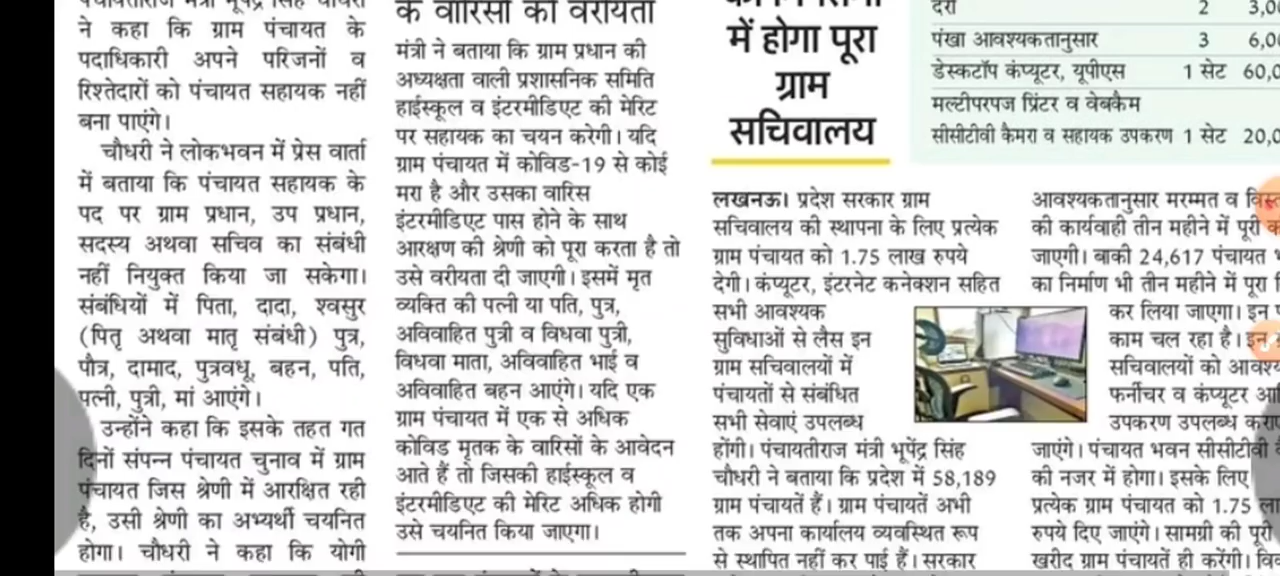 ने कहा कि ग्राम पंचायत के
पदाधिकारी अपने परिजनों व
रिश्तेदारों को पंचायत सहायक नहीं
बना पाएंगे।
चौधरी ने लोकभवन में प्रेस वार्ता
में बताया कि पंचायत सहायक के
पद पर ग्राम प्रधान, उप प्रधान,
सदस्य अथवा सचिव का संबंधी
नहीं नियुक्त किया जा सकेगा।
संबंधियों में पिता, दादा, श्वसुर
(पितृ अथवा मातृ संबंधी) पुत्र,
पौत्र, दामाद, पुत्रवधू, बहन, पति,
पत्नी, पुत्री, मां आएंगे।
उन्होंने कहा कि इसके तहत गत
दिनों संपन्न पंचायत चुनाव में ग्राम
पंचायत जिस श्रेणी में आरक्षित रही
है, उसी श्रेणी का अभ्यर्थी चयनित
होगा। चौधरी ने कहा कि योगी
के वारिसों को वरीयता
मंत्री ने बताया कि ग्राम प्रधान की
अध्यक्षता वाली प्रशासनिक समिति
हाईस्कूल व इंटरमीडिएट की मेरिट
पर सहायक का चयन करेगी। यदि
ग्राम पंचायत में कोविड-19 से कोई
मरा है और उसका वारिस
इंटरमीडिएट पास होने के साथ
आरक्षण की श्रेणी को पूरा करता है तो
उसे वरीयता दी जाएगी। इसमें मृत
व्यक्ति की पत्नी या पति, पुत्र,
अविवाहित पुत्री व विधवा पुत्री,
विधवा माता, अविवाहित भाई व
अविवाहित बहन आएंगे। यदि एक
ग्राम पंचायत में एक से अधिक
कोविड मृतक के वारिसों के आवेदन
आते हैं तो जिसकी हाईस्कूल व
इंटरमीडिएट की मेरिट अधिक होगी
उसे चयनित किया जाएगा।
में होगा पूरा
ग्राम
सचिवालय
दरी 2
पंखा आवश्यकतानुसार 3
डेस्कटॉप कंप्यूटर, यूपीएस 1 सेट
मल्टीपरपज प्रिंटर व वेबकैम
सीसीटीवी कैमरा व सहायक उपकरण 1 सेट
लखनऊ। प्रदेश सरकार ग्राम
सचिवालय की स्थापना के लिए प्रत्येक
ग्राम पंचायत को 1.75 लाख रुपये
देगी। कंप्यूटर, इंटरनेट कनेक्शन सहित
सभी आवश्यक
सुविधाओं से लैस इन
ग्राम सचिवालयों में
पंचायतों से संबंधित
सभी सेवाएं उपलब्ध
होंगी। पंचायतीराज मंत्री भूपेंद्र सिंह
चौधरी ने बताया कि प्रदेश में 58,189
ग्राम पंचायतें हैं। ग्राम पंचायतें अभी
तक अपना कार्यालय व्यवस्थित रूप
से स्थापित नहीं कर पाई हैं। सरकार
आवश्यकतानुसार मरम्मत व
की कार्यवाही तीन महीने में पूरी
जाएगी। बाकी 24,617 पंचायत
का निर्माण भी तीन महीने में पूरा
कर लिया जाएगा। इन
काम चल रहा है। इन
सचिवालयों को
फर्नीचर व कंप्यूटर
उपकरण उपलब्ध
जाएंगे। पंचायत भवन सीसीटीवी
की नजर में होगा। इसके लिए
प्रत्येक ग्राम पंचायत को 1.75
रुपये दिए जाएंगे। सामग्री की पूरी
खरीद ग्राम पंचायतें ही करेंगी।